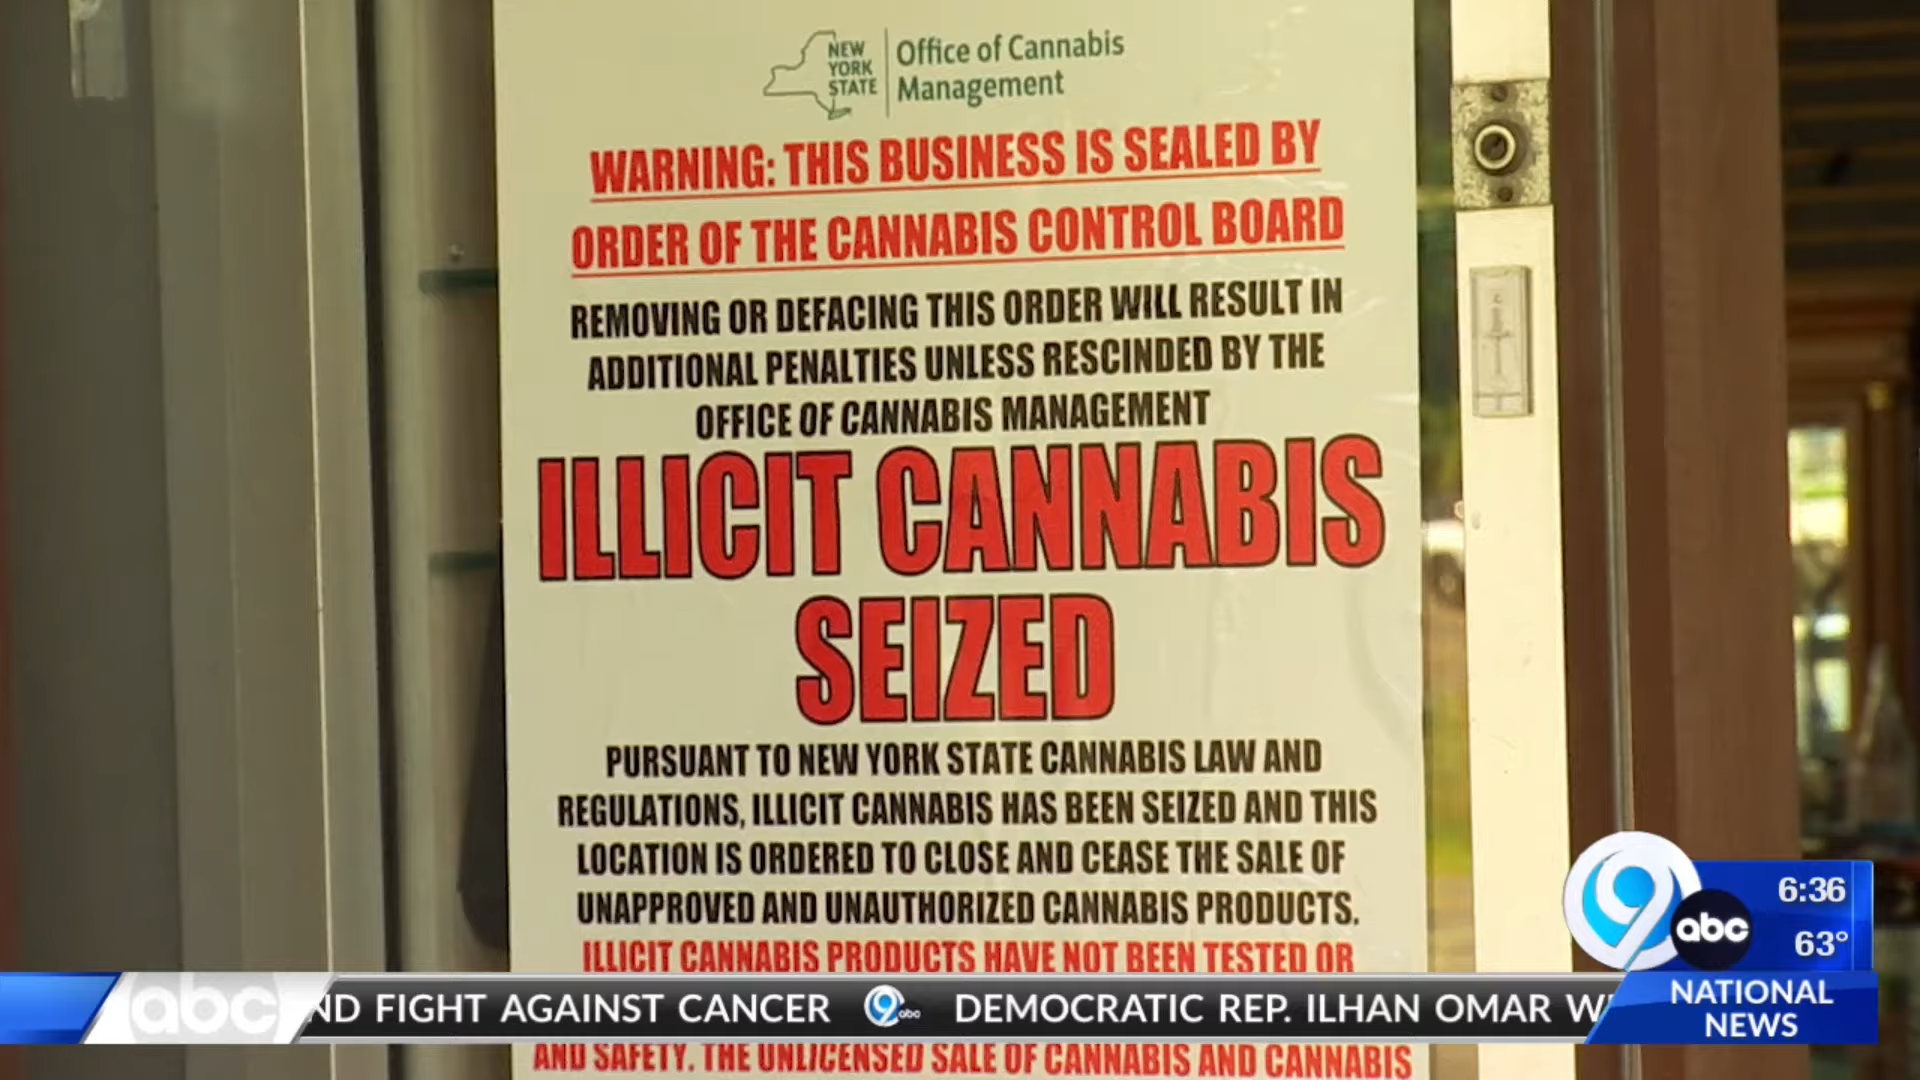 NEW YORK STATE
Office of Cannabis
Management
WARNING: THIS BUSINESS IS SEALED BY
ORDER OF THE CANNABIS CONTROL BOARD
REMOVING OR DEFACING THIS ORDER WILL RESULT IN
ADDITIONAL PENALTIES UNLESS RESCINDED BY THE
OFFICE OF CANNABIS MANAGEMENT
ILLICIT CANNABIS
SEIZED
PURSUANT TO NEW YORK STATE CANNABIS LAW AND
REGULATIONS, ILLICIT CANNABIS HAS BEEN SEIZED AND THIS
LOCATION IS ORDERED TO CLOSE AND CEASE THE SALE OF
UNAPPROVED AND UNAUTHORIZED CANNABIS PRODUCTS.
ILLICIT CANNABIS PRODUCTS HAVE NOT BEEN TESTED OR
AND SAFETY. THE UNLICENSED SALE OF CANNABIS AND CANNABIS
9 abc
6:36
63°
abc
ND FIGHT AGAINST CANCER 9 abc DEMOCRATIC REP. ILHAN OMAR W
NATIONAL
NEWS